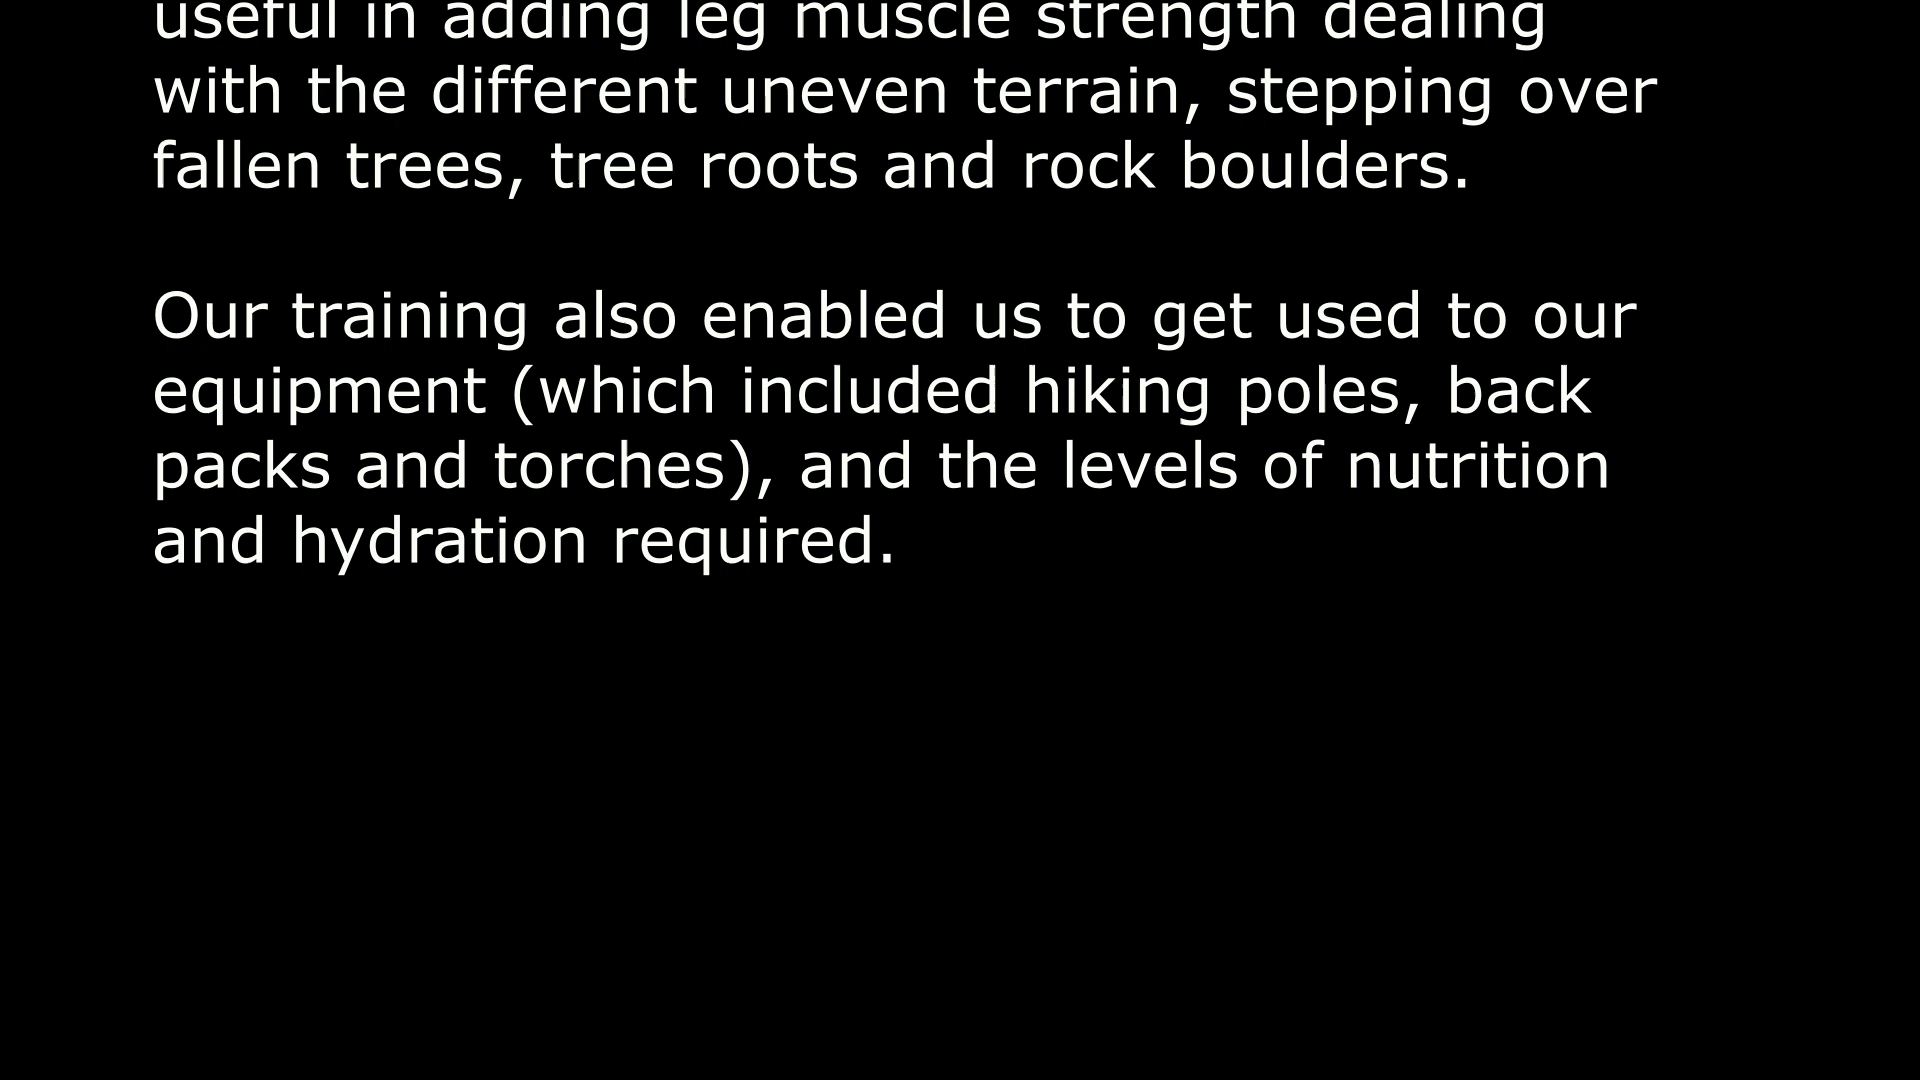 useful in adding leg muscle strength dealing
with the different uneven terrain, stepping over
fallen trees, tree roots and rock boulders.
Our training also enabled us to get used to our
equipment (which included hiking poles, back
packs and torches), and the levels of nutrition
and hydration required.